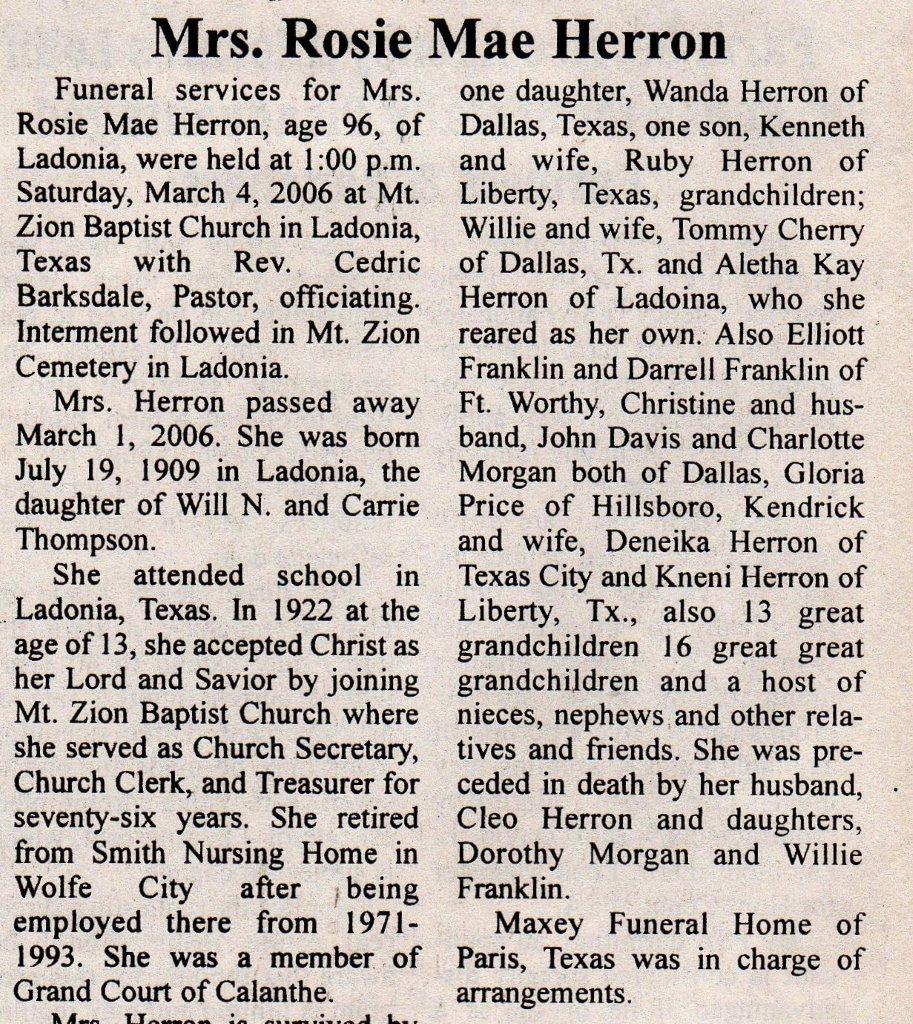 Mrs. Rosie Mae Herron
Funeral services for Mrs.
Rosie Mae Herron, age 96, of
Ladonia, were held at 1:00 p.m.
Saturday, March 4, 2006 at Mt.
Zion Baptist Church in Ladonia,
Texas with Rev. Cedric
Barksdale, Pastor, officiating.
Interment followed in Mt. Zion
Cemetery in Ladonia.
Mrs. Herron passed away
March 1, 2006. She was born
July 19, 1909 in Ladonia, the
daughter of Will N. and Carrie
Thompson.
She attended school in
Ladonia, Texas. In 1922 at the
age of 13, she accepted Christ as
her Lord and Savior by joining
Mt. Zion Baptist Church where
she served as Church Secretary,
Church Clerk, and Treasurer for
seventy-six years. She retired
from Smith Nursing Home in
Wolfe City after being
employed there from 1971-
1993. She was a member of
Grand Court of Calanthe.
Mrs. Herron is survived by
one daughter, Wanda Herron of
Dallas, Texas, one son, Kenneth
and wife, Ruby Herron of
Liberty, Texas, grandchildren;
Willie and wife, Tommy Cherry
of Dallas, Tx. and Aletha Kay
Herron of Ladoina, who she
reared as her own. Also Elliott
Franklin and Darrell Franklin of
Ft. Worthy, Christine and hus-
band, John Davis and Charlotte
Morgan both of Dallas, Gloria
Price of Hillsboro, Kendrick
and wife, Deneika Herron of
Texas City and Kneni Herron of
Liberty, Tx., also 13 great
grandchildren 16 great great
grandchildren and a host of
nieces, nephews and other rela-
tives and friends. She was pre-
ceded in death by her husband,
Cleo Herron and daughters,
Dorothy Morgan and Willie
Franklin.
Maxey Funeral Home of
Paris, Texas was in charge of
arrangements.